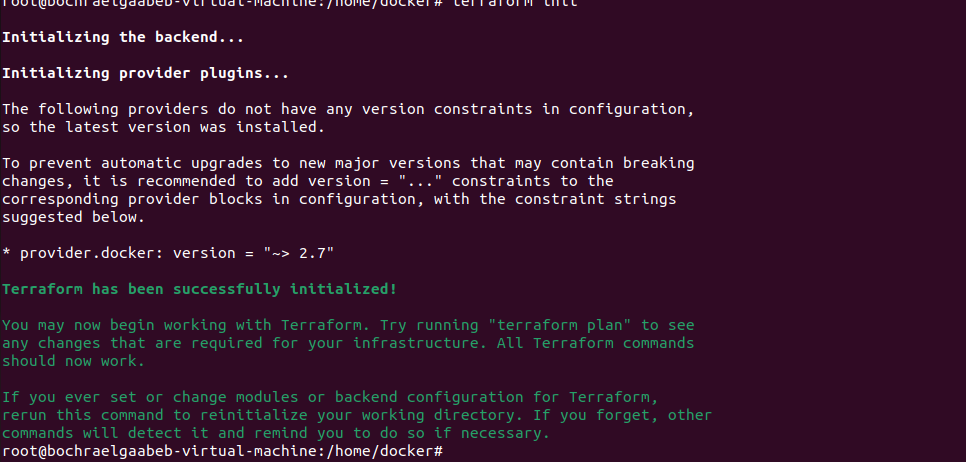 root@bochraelgaabeb-virtual-machine:/home/docker# terraform init
Initializing the backend...
Initializing provider plugins...
The following providers do not have any version constraints in configuration,
so the latest version was installed.
To prevent automatic upgrades to new major versions that may contain breaking
changes, it is recommended to add version = "..." constraints to the
corresponding provider blocks in configuration, with the constraint strings
suggested below.
* provider.docker: version = "~> 2.7"
Terraform has been successfully initialized!
You may now begin working with Terraform. Try running "terraform plan" to see
any changes that are required for your infrastructure. All Terraform commands
should now work.
If you ever set or change modules or backend configuration for Terraform,
rerun this command to reinitialize your working directory. If you forget, other
commands will detect it and remind you to do so if necessary.
root@bochraelgaabeb-virtual-machine:/home/docker#